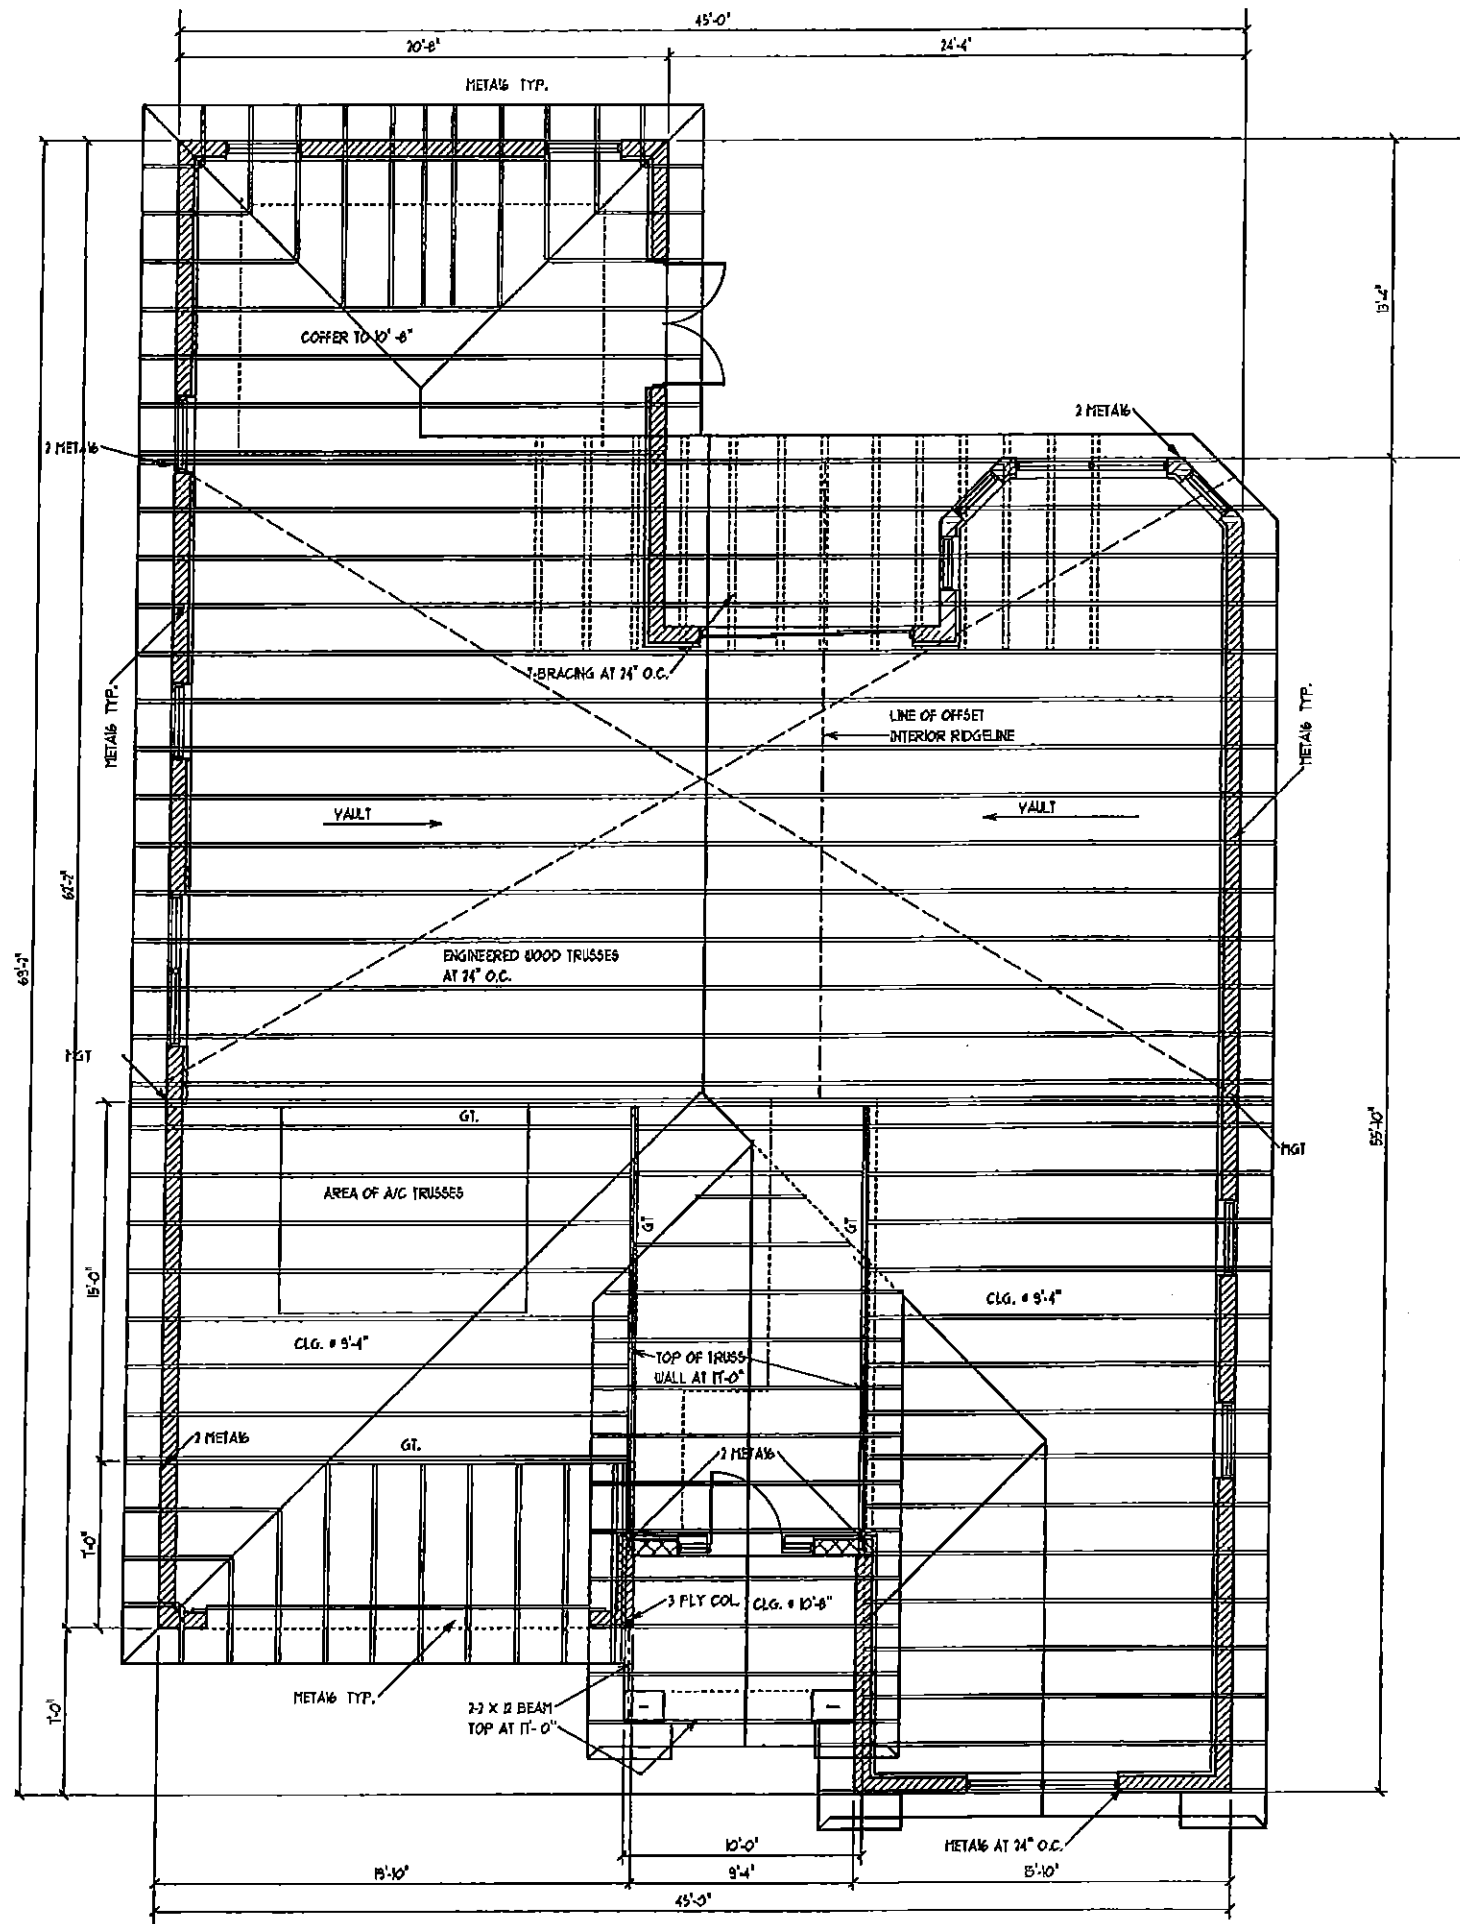 45'-0"
20'-8"
24'-4"
METAL6 TYP.
13'-4"
COFFER TO 10'-8"
2 METAL6
2 METAL6
T-BRACING AT 24" O.C.
METAL6 TYP.
LINE OF OFFSET
INTERIOR RIDGELINE
METAL6 TYP.
VAULT
VAULT
62'-2"
69'-2"
ENGINEERED WOOD TRUSSES
AT 24" O.C.
MGT
GT.
55'-10"
MGT
AREA OF A/C TRUSSES
GT
GT
15'-0"
CLG. @ 9'-4"
CLG. @ 9'-4"
TOP OF TRUSS
WALL AT 11'-0"
2 METAL6
GT.
2 METAL6
7'-0"
3 PLY COL.
CLG. @ 10'-8"
METAL6 TYP.
2-2 X 12 BEAM
TOP AT 11'-0"
7'-0"
METAL6 AT 24" O.C.
10'-0"
19'-10"
9'-4"
15'-10"
45'-0"